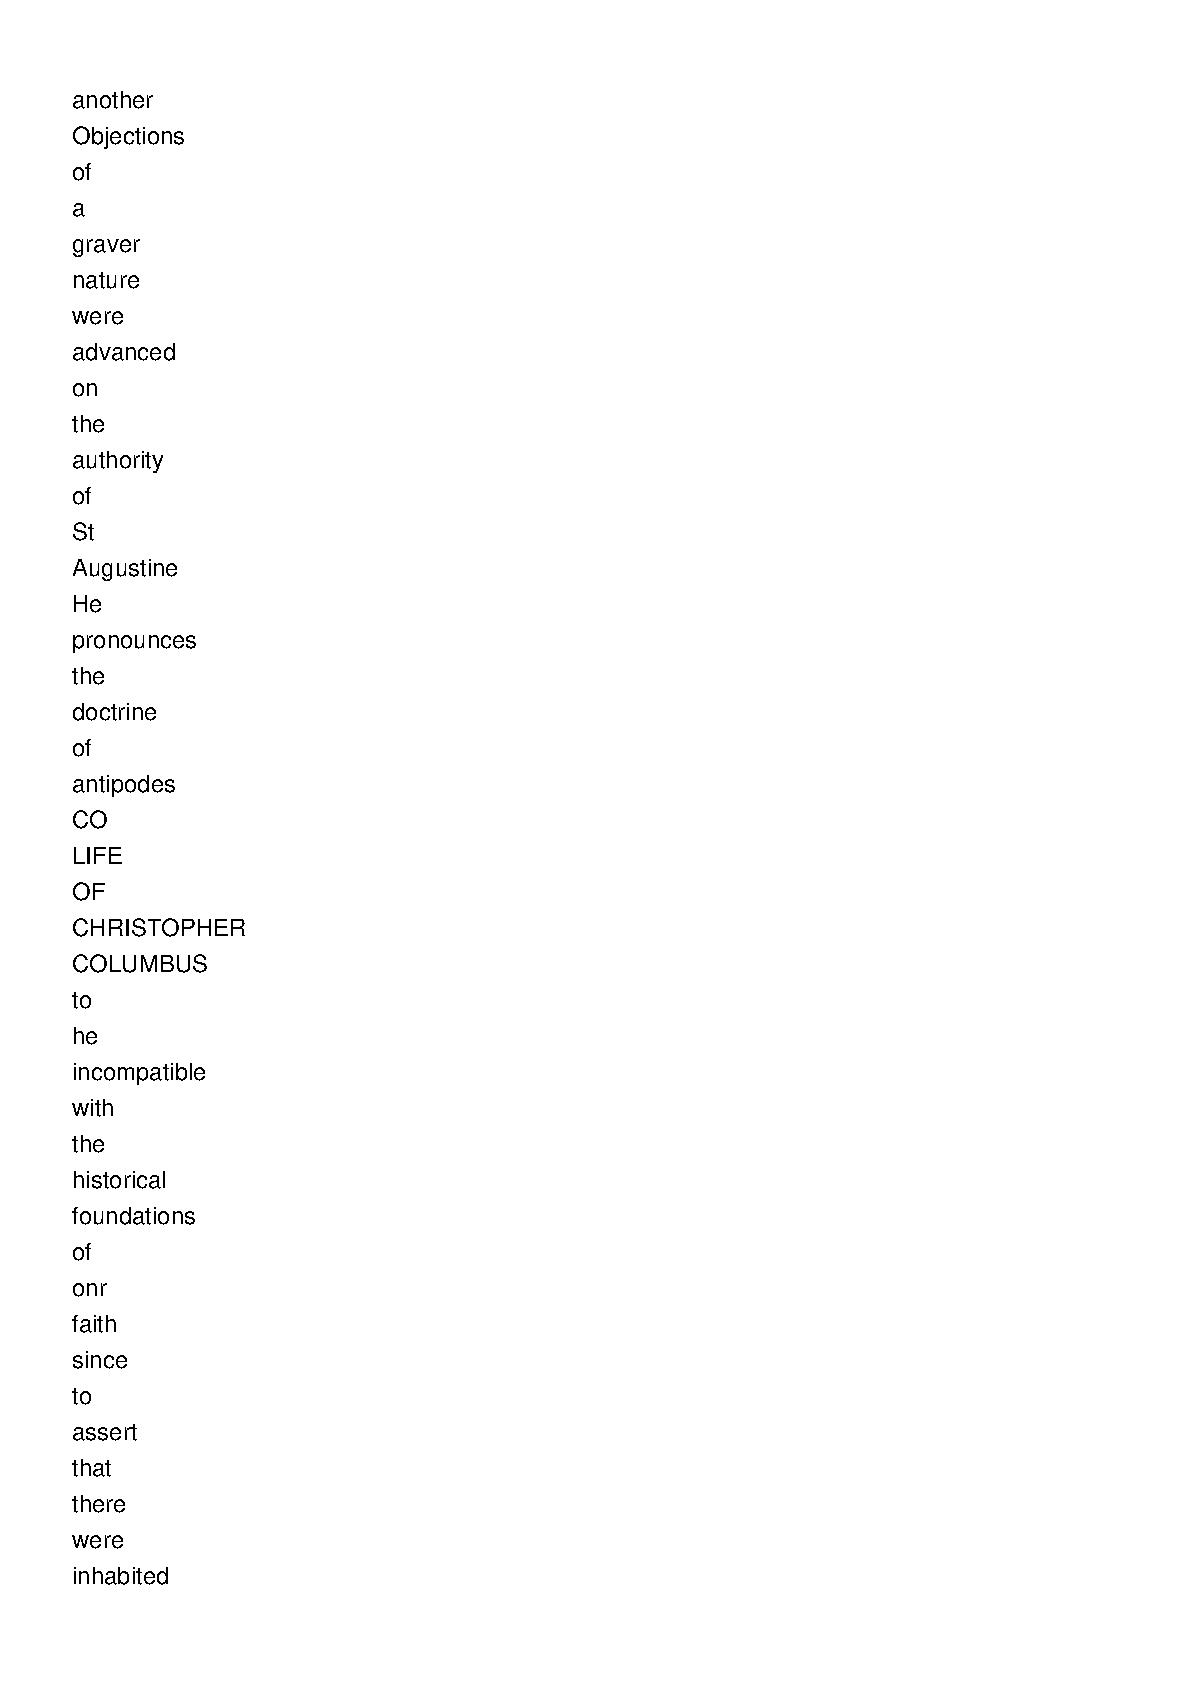 another
Objections
of
a
graver
nature
were
advanced
on
the
authority
of
St
Augustine
He
pronounces
the
doctrine
of
antipodes
CO
LIFE
OF
CHRISTOPHER
COLUMBUS
to
he
incompatible
with
the
historical
foundations
of
onr
faith
since
to
assert
that
there
were
inhabited